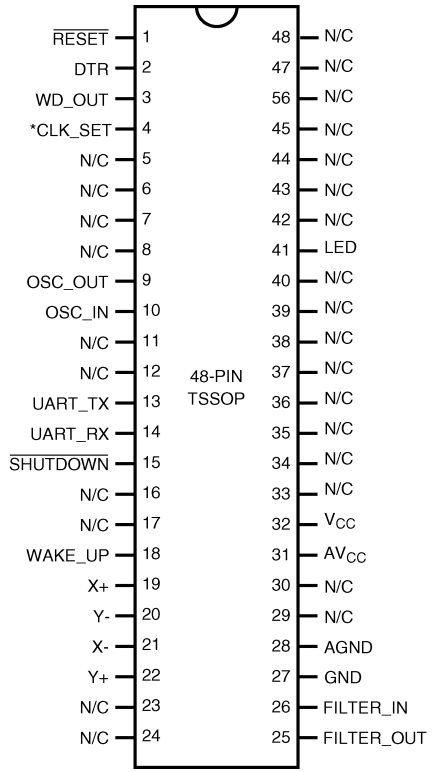 RESET 1 48 N/C
DTR 2 47 N/C
WD_OUT 3 56 N/C
*CLK_SET 4 45 N/C
N/C 5 44 N/C
N/C 6 43 N/C
N/C 7 42 N/C
N/C 8 41 LED
OSC_OUT 9 40 N/C
OSC_IN 10 39 N/C
N/C 11 38 N/C
N/C 12 37 N/C
48-PIN
TSSOP
UART_TX 13 36 N/C
UART_RX 14 35 N/C
SHUTDOWN 15 34 N/C
N/C 16 33 N/C
N/C 17 32 VCC
WAKE_UP 18 31 AVCC
X+ 19 30 N/C
Y- 20 29 N/C
X- 21 28 AGND
Y+ 22 27 GND
N/C 23 26 FILTER_IN
N/C 24 25 FILTER_OUT